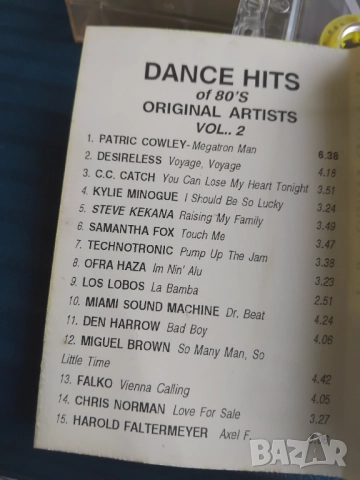 DANCE HITS
of 80'S
ORIGINAL ARTISTS
VOL.. 2
1. PATRIC COWLEY- Megatron Man 6.38
2. DESIRELESS Voyage, Voyage 4.18
3. C.C. CATCH You Can Lose My Heart Tonight 3.51
4. KYLIE MINOGUE I Should Be So Lucky 3.24
5. STEVE KEKANA Raising My Family 3.49
6. SAMANTHA FOX Touch Me 3.47
7. TECHNOTRONIC Pump Up The Jam 3.38
8. OFRA HAZA Im Nin' Alu 3.23
9. LOS LOBOS La Bamba 2.51
10. MIAMI SOUND MACHINE Dr. Beat 4.24
11. DEN HARROW Bad Boy 4.06
12. MIGUEL BROWN So Many Man, So
Little Time 4.42
13. FALKO Vienna Calling 4.05
14. CHRIS NORMAN Love For Sale 3.27
15. HAROLD FALTERMEYER Axel F.
BAZAR
bg